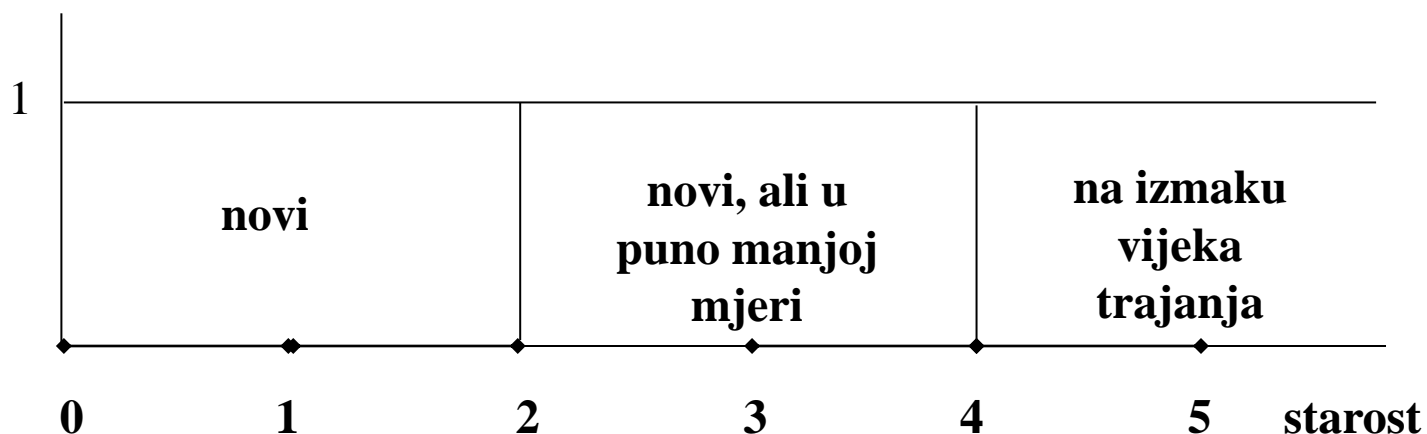 1
novi
novi, ali u
puno manjoj
mjeri
na izmaku
vijeka
trajanja
0 1 2 3 4 5 starost